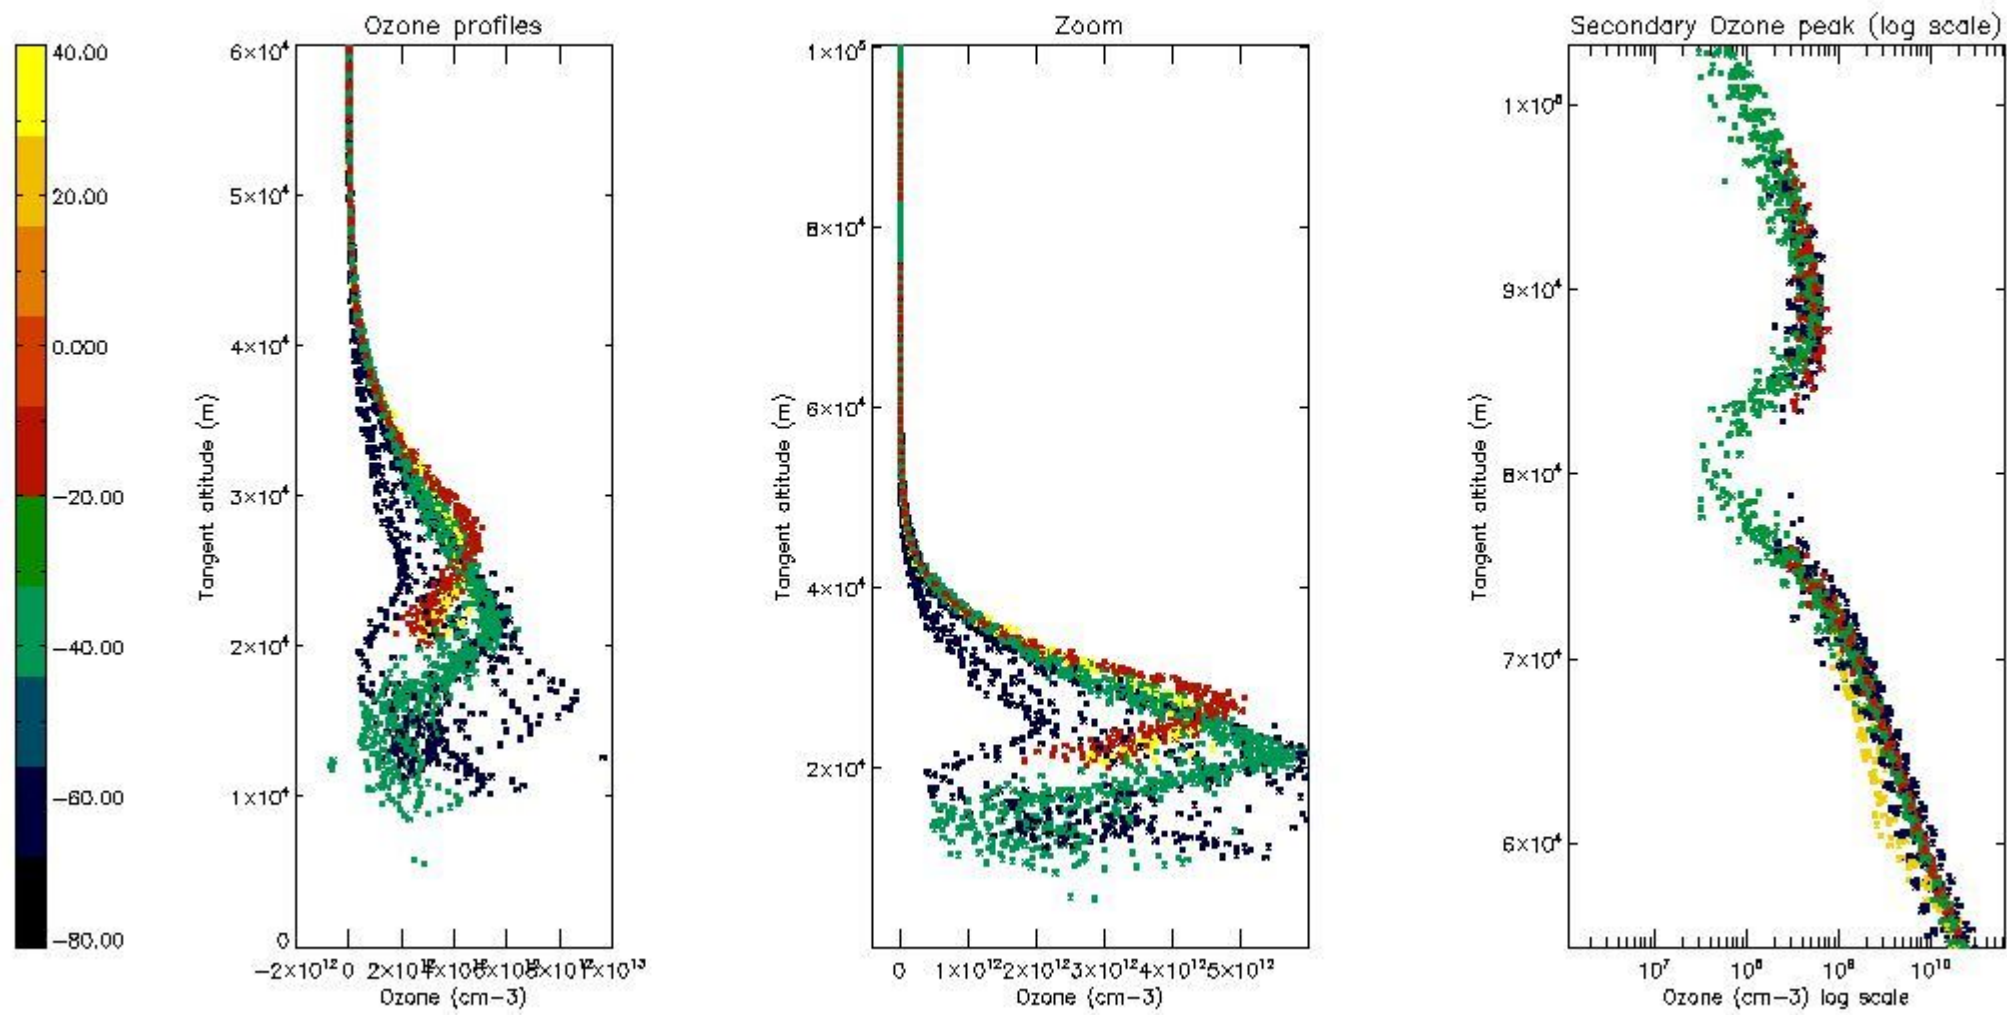 Ozone profiles
Zoom
Secondary Ozone peak (log scale)
40.00
20.00
0.000
−20.00
−40.00
−60.00
−80.00
6×10⁴
5×10⁴
4×10⁴
3×10⁴
2×10⁴
1×10⁴
0
Tangent altitude (m)
−2×10¹² 0
Ozone (cm−3)
1×10⁵
8×10⁴
6×10⁴
4×10⁴
2×10⁴
Tangent altitude (m)
0 1×10¹² 2×10¹² 3×10¹² 4×10¹² 5×10¹²
Ozone (cm−3)
9×10⁴
8×10⁴
7×10⁴
6×10⁴
Tangent altitude (m)
10⁷ 10⁸ 10⁹ 10¹⁰
Ozone (cm−3) log scale